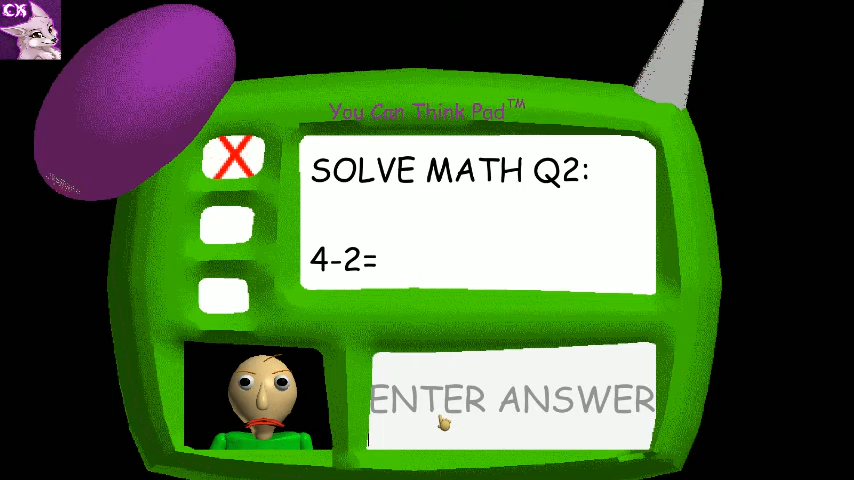 CK
You Can Think Pad™
SOLVE MATH Q2:
4-2=
ENTER ANSWER